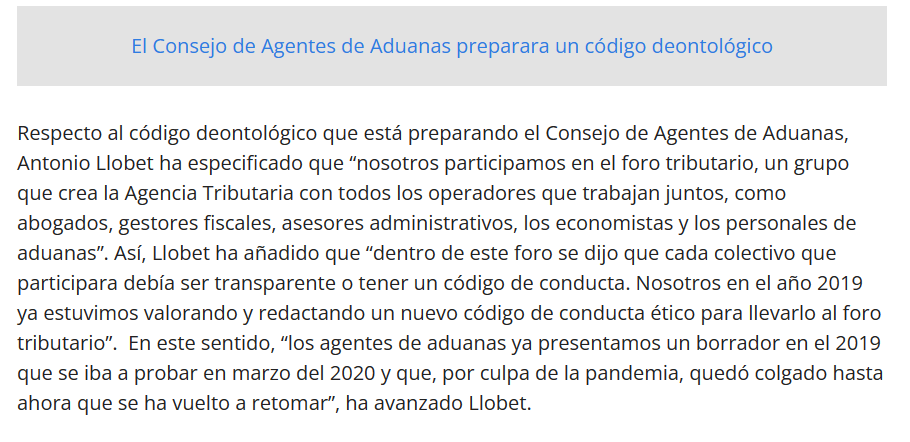 El Consejo de Agentes de Aduanas preparara un código deontológico
Respecto al código deontológico que está preparando el Consejo de Agentes de Aduanas,
Antonio Llobet ha especificado que “nosotros participamos en el foro tributario, un grupo
que crea la Agencia Tributaria con todos los operadores que trabajan juntos, como
abogados, gestores fiscales, asesores administrativos, los economistas y los personales de
aduanas”. Así, Llobet ha añadido que “dentro de este foro se dijo que cada colectivo que
participara debía ser transparente o tener un código de conducta. Nosotros en el año 2019
ya estuvimos valorando y redactando un nuevo código de conducta ético para llevarlo al foro
tributario”.  En este sentido, “los agentes de aduanas ya presentamos un borrador en el 2019
que se iba a probar en marzo del 2020 y que, por culpa de la pandemia, quedó colgado hasta
ahora que se ha vuelto a retomar”, ha avanzado Llobet.